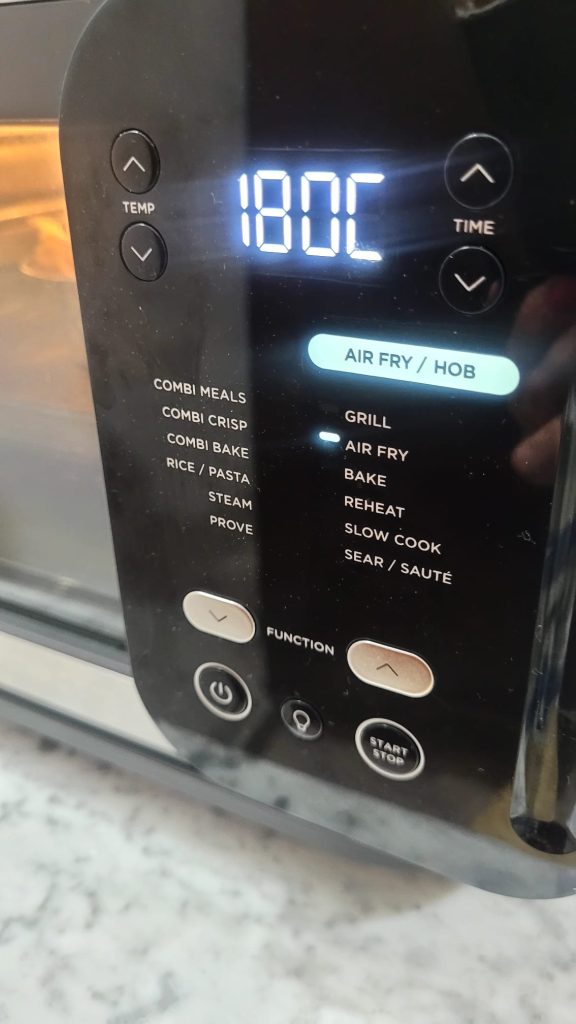 180C
TEMP
TIME
AIR FRY / HOB
COMBI MEALS
COMBI CRISP
COMBI BAKE
RICE / PASTA
STEAM
PROVE
GRILL
AIR FRY
BAKE
REHEAT
SLOW COOK
SEAR / SAUTÉ
FUNCTION
START
STOP